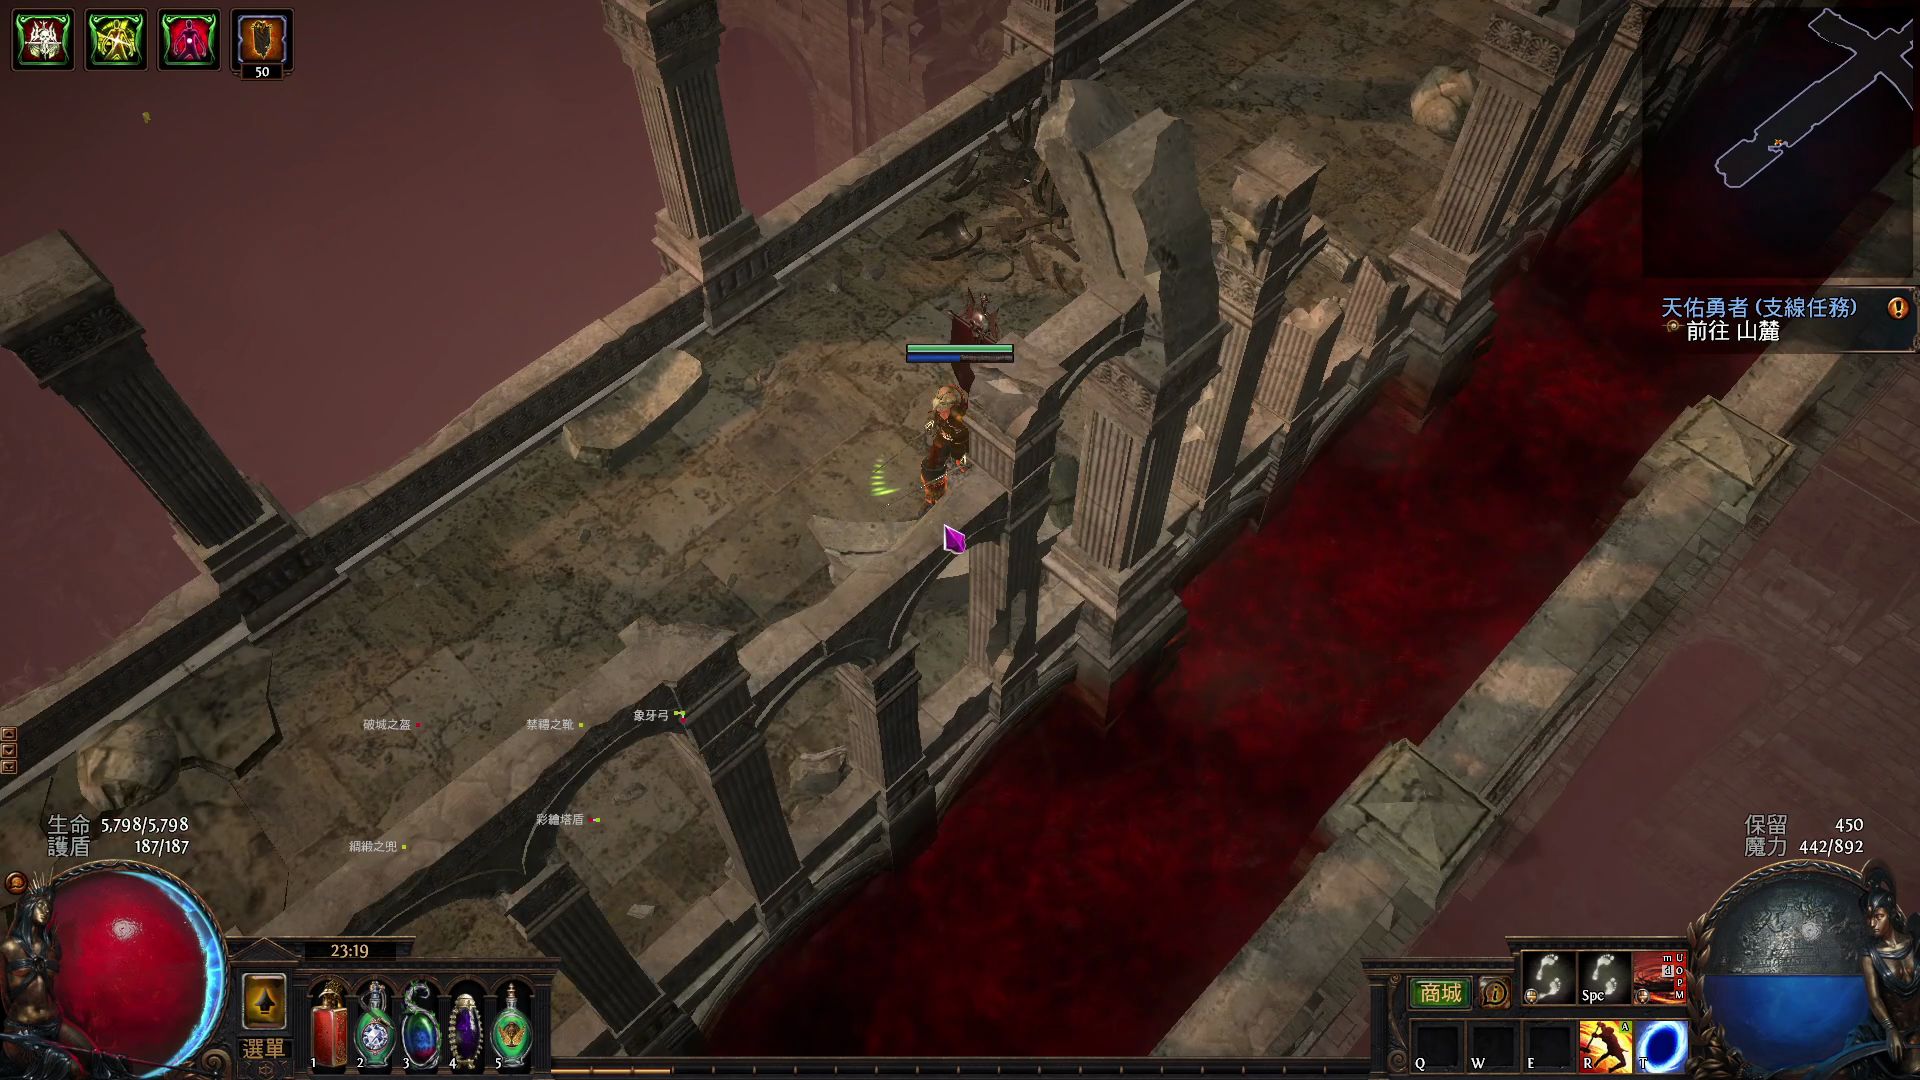 50
天佑勇者 (支線任務)
前往 山麓
破城之盔
禁禮之靴
象牙弓
彩繪塔盾
綢緞之兜
生命 5,798/5,798
護盾 187/187
保留 450
魔力 442/892
23:19
選單
1 2 3 4 5
商城
Spc
m U
d O
P
M
Q W E R T
A